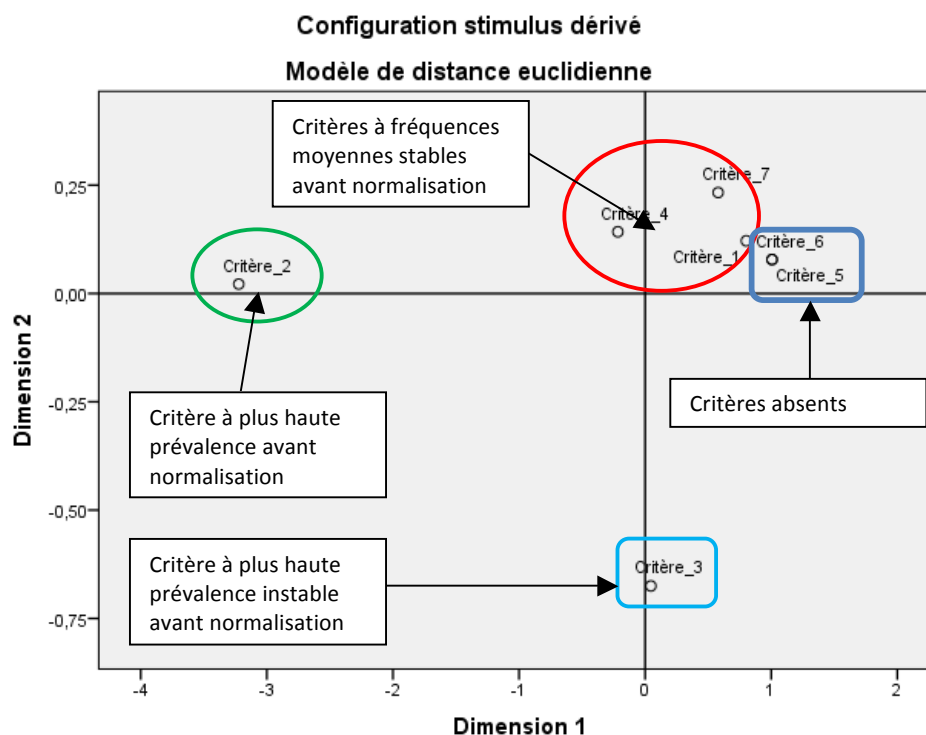 Configuration stimulus dérivé
Modèle de distance euclidienne
Critères à fréquences
moyennes stables
avant normalisation
Critère_7
Critère_4
Critère_1
Critère_6
Critère_5
Critère_2
Critères absents
Critère à plus haute
prévalence avant
normalisation
Critère à plus haute
prévalence instable
avant normalisation
Critère_3
Dimension 2
0,25
0,00
-0,25
-0,50
-0,75
-4 -3 -2 -1 0 1 2
Dimension 1